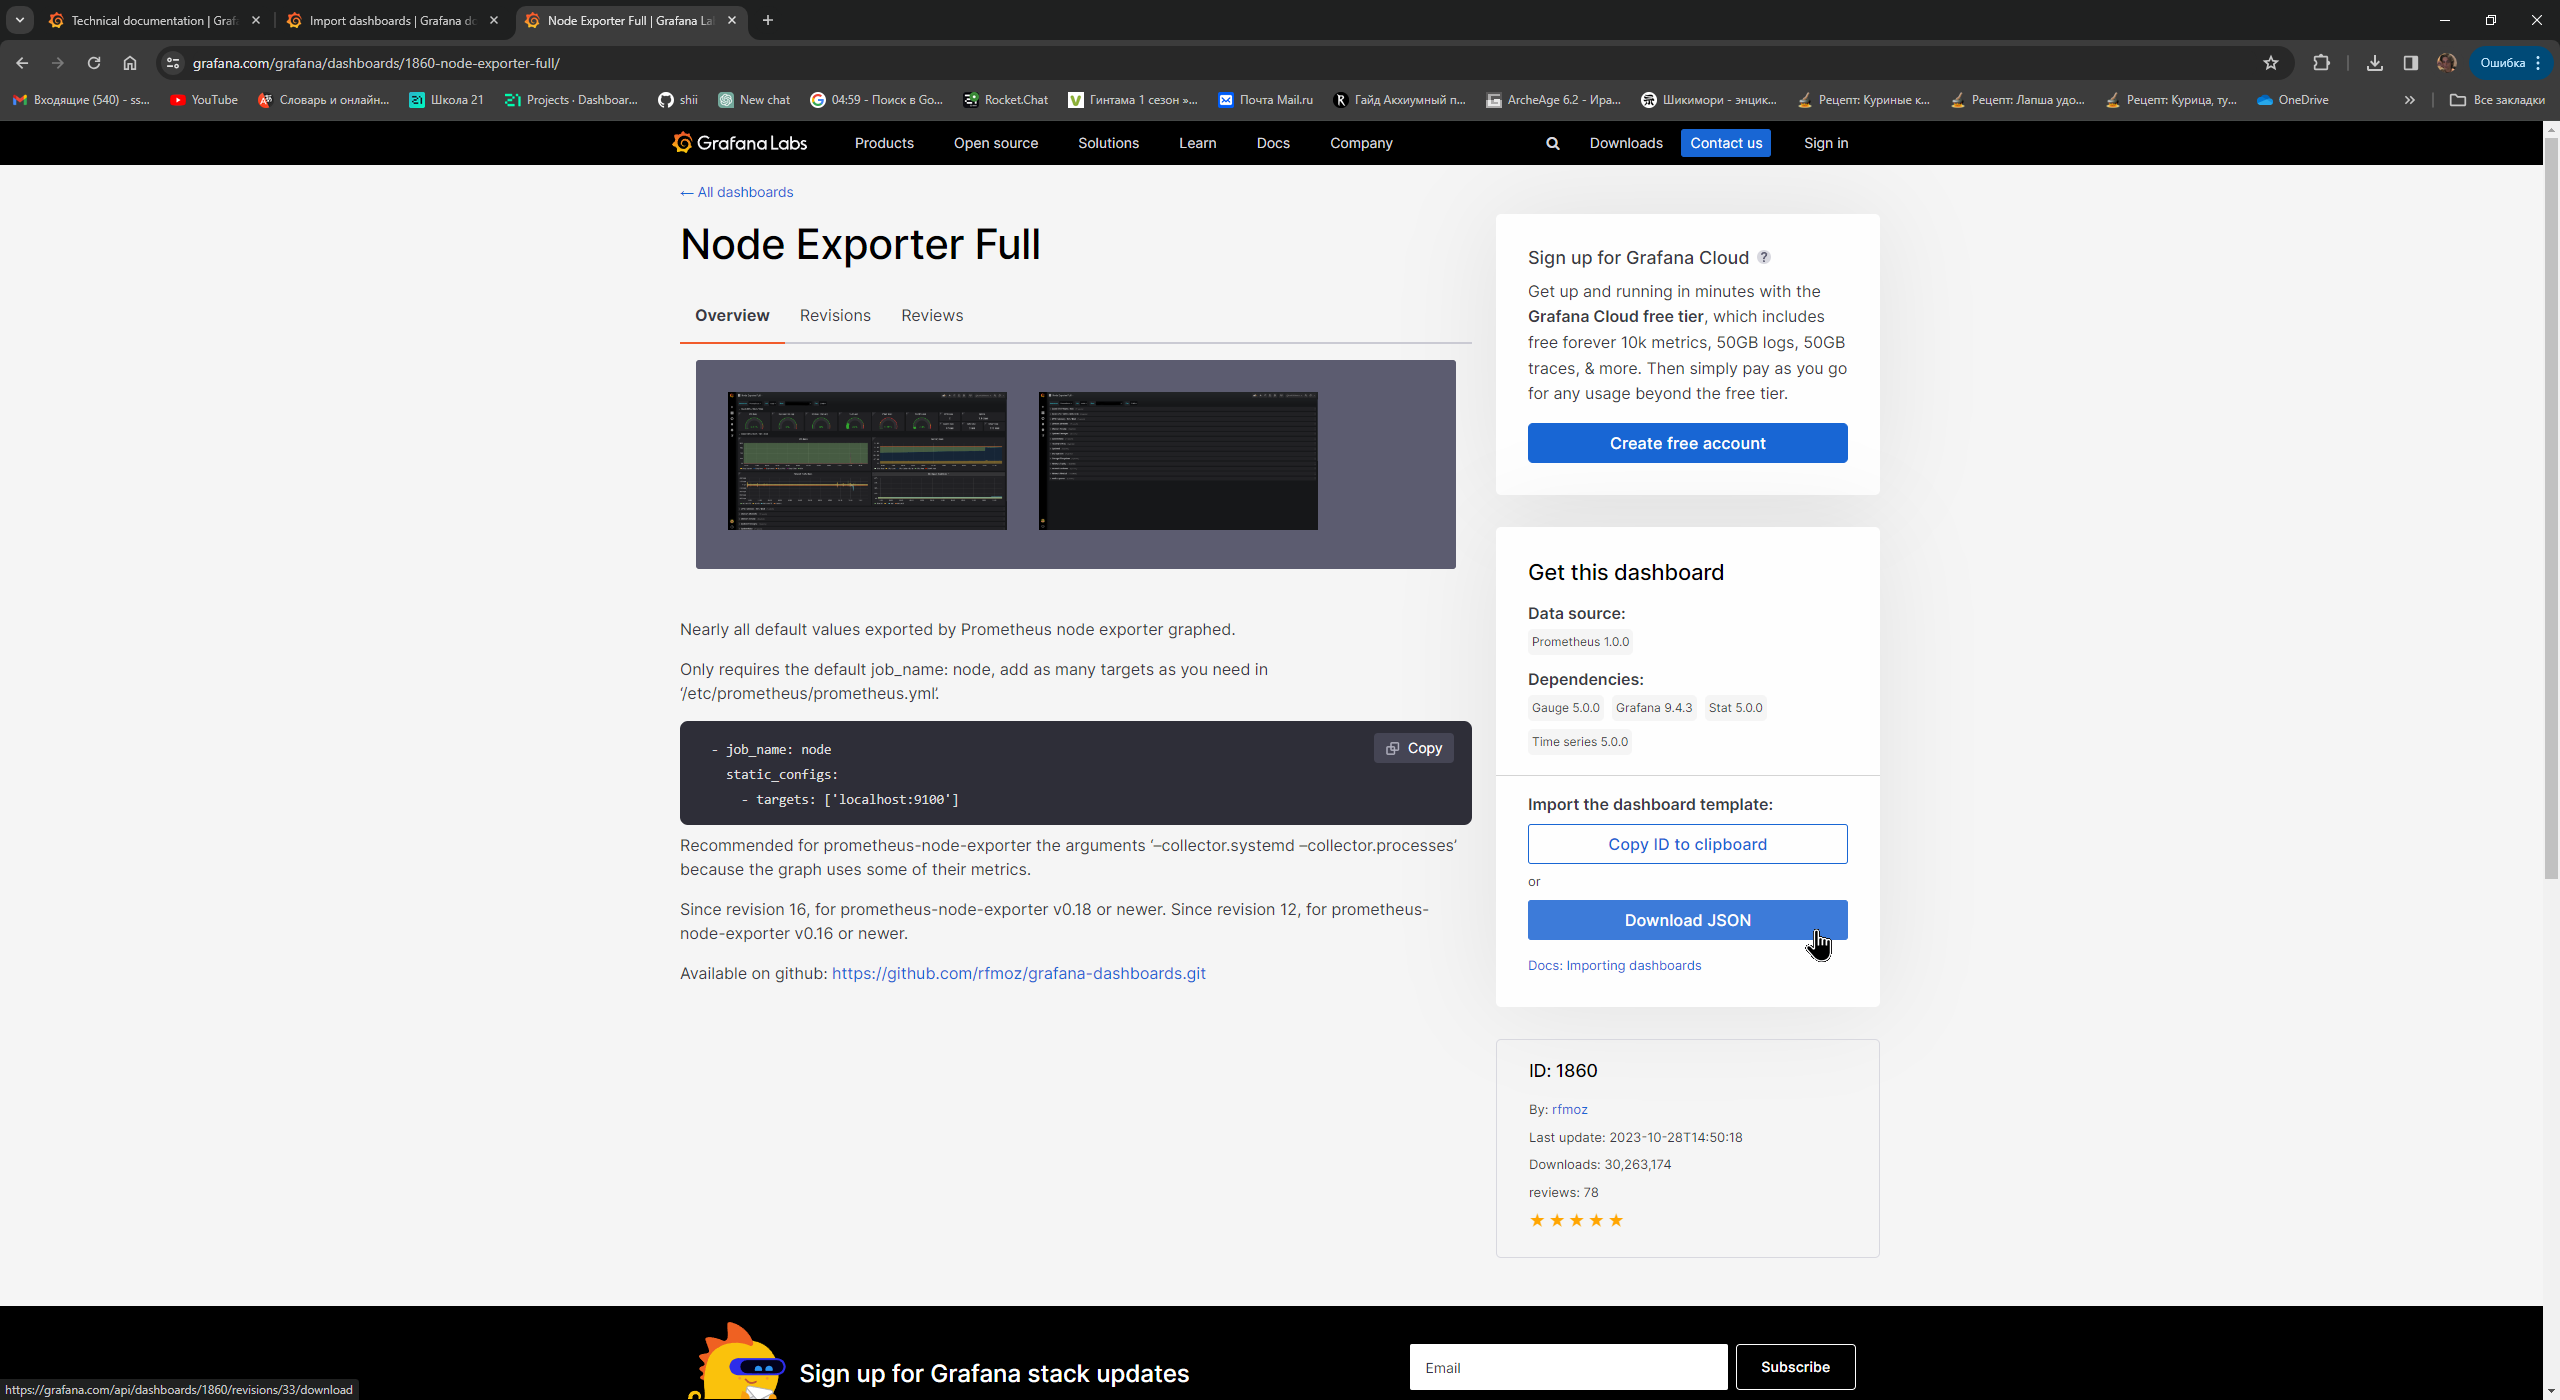 Technical documentation | Graf
Import dashboards | Grafana do
Node Exporter Full | Grafana La
grafana.com/grafana/dashboards/1860-node-exporter-full/
Ошибка
Входящие (540) - ss...
YouTube
Словарь и онлайн...
Школа 21
Projects · Dashboar...
shii
New chat
04:59 - Поиск в Go...
Rocket.Chat
Гинтама 1 сезон »...
Почта Mail.ru
Гайд Акхиумный п...
ArcheAge 6.2 - Ира...
Шикимори - энцик...
Рецепт: Куриные к...
Рецепт: Лапша удо...
Рецепт: Курица, ту...
OneDrive
Все закладки
Grafana Labs
Products
Open source
Solutions
Learn
Docs
Company
Downloads
Contact us
Sign in
← All dashboards
Node Exporter Full
Overview
Revisions
Reviews
Nearly all default values exported by Prometheus node exporter graphed.
Only requires the default job_name: node, add as many targets as you need in
‘/etc/prometheus/prometheus.yml’.
- job_name: node
static_configs:
- targets: ['localhost:9100']
Copy
Recommended for prometheus-node-exporter the arguments ‘–collector.systemd –collector.processes’
because the graph uses some of their metrics.
Since revision 16, for prometheus-node-exporter v0.18 or newer. Since revision 12, for prometheus-
node-exporter v0.16 or newer.
Available on github: https://github.com/rfmoz/grafana-dashboards.git
Sign up for Grafana Cloud ?
Get up and running in minutes with the
Grafana Cloud free tier, which includes
free forever 10k metrics, 50GB logs, 50GB
traces, & more. Then simply pay as you go
for any usage beyond the free tier.
Create free account
Get this dashboard
Data source:
Prometheus 1.0.0
Dependencies:
Gauge 5.0.0
Grafana 9.4.3
Stat 5.0.0
Time series 5.0.0
Import the dashboard template:
Copy ID to clipboard
or
Download JSON
Docs: Importing dashboards
ID: 1860
By: rfmoz
Last update: 2023-10-28T14:50:18
Downloads: 30,263,174
reviews: 78
Sign up for Grafana stack updates
Email
Subscribe
https://grafana.com/api/dashboards/1860/revisions/33/download